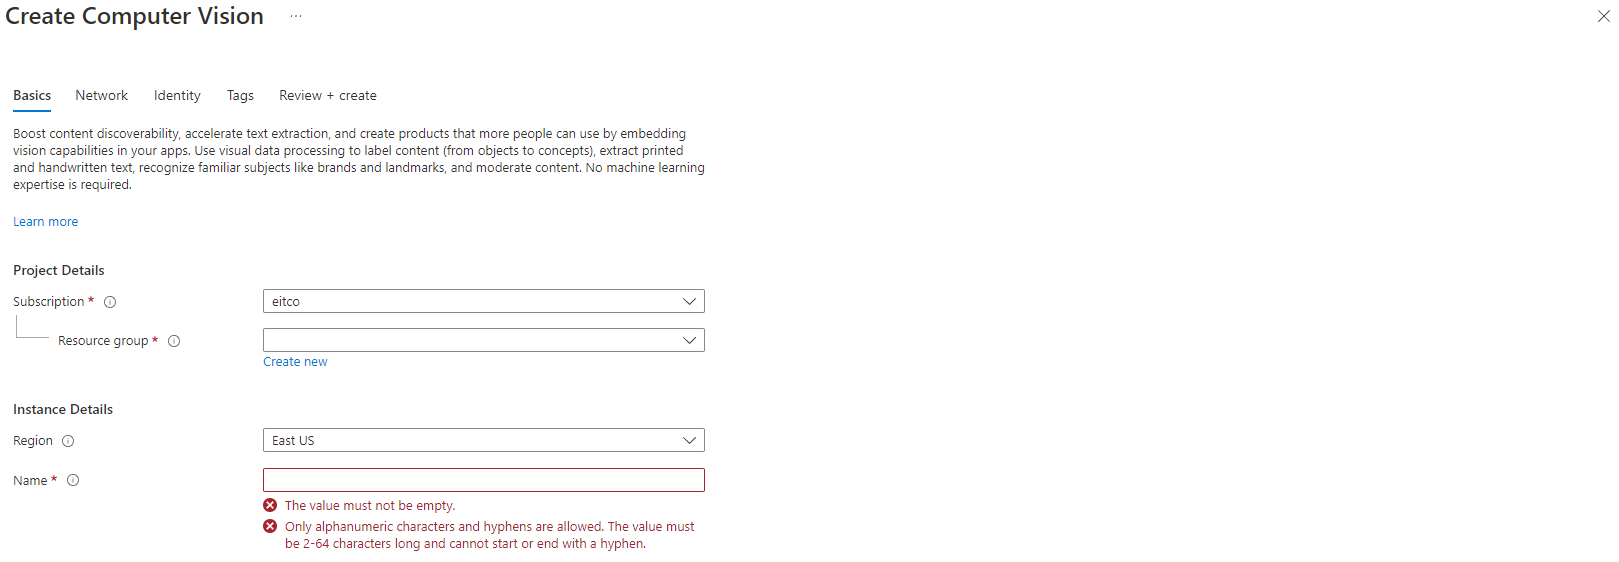 Create Computer Vision ...
Basics Network Identity Tags Review + create
Boost content discoverability, accelerate text extraction, and create products that more people can use by embedding
vision capabilities in your apps. Use visual data processing to label content (from objects to concepts), extract printed
and handwritten text, recognize familiar subjects like brands and landmarks, and moderate content. No machine learning
expertise is required.
Learn more
Project Details
Subscription * eitco
Resource group *
Create new
Instance Details
Region East US
Name *
The value must not be empty.
Only alphanumeric characters and hyphens are allowed. The value must
be 2-64 characters long and cannot start or end with a hyphen.